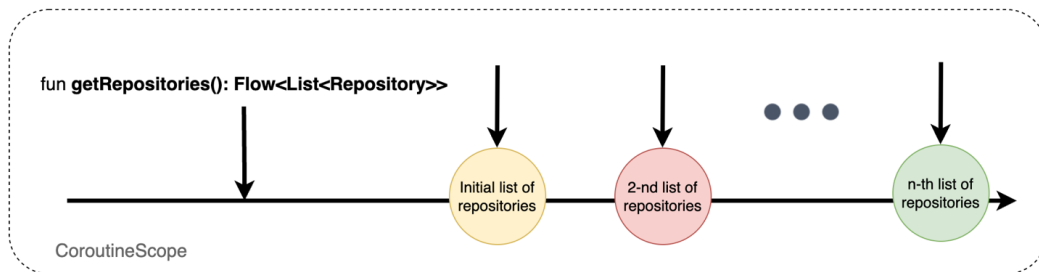 fun getRepositories(): Flow<List<Repository>>
Initial list of
repositories
2-nd list of
repositories
n-th list of
repositories
CoroutineScope